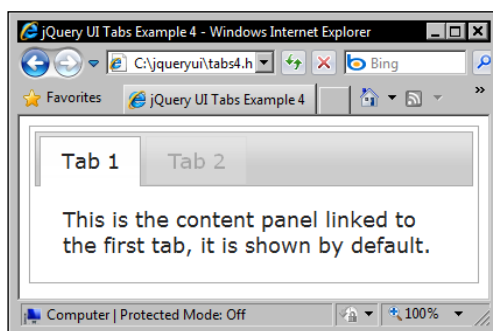 jQuery UI Tabs Example 4 - Windows Internet Explorer
C:\jqueryui\tabs4.h
Bing
Favorites
jQuery UI Tabs Example 4
»
Tab 1
Tab 2
This is the content panel linked to
the first tab, it is shown by default.
Computer | Protected Mode: Off
100%